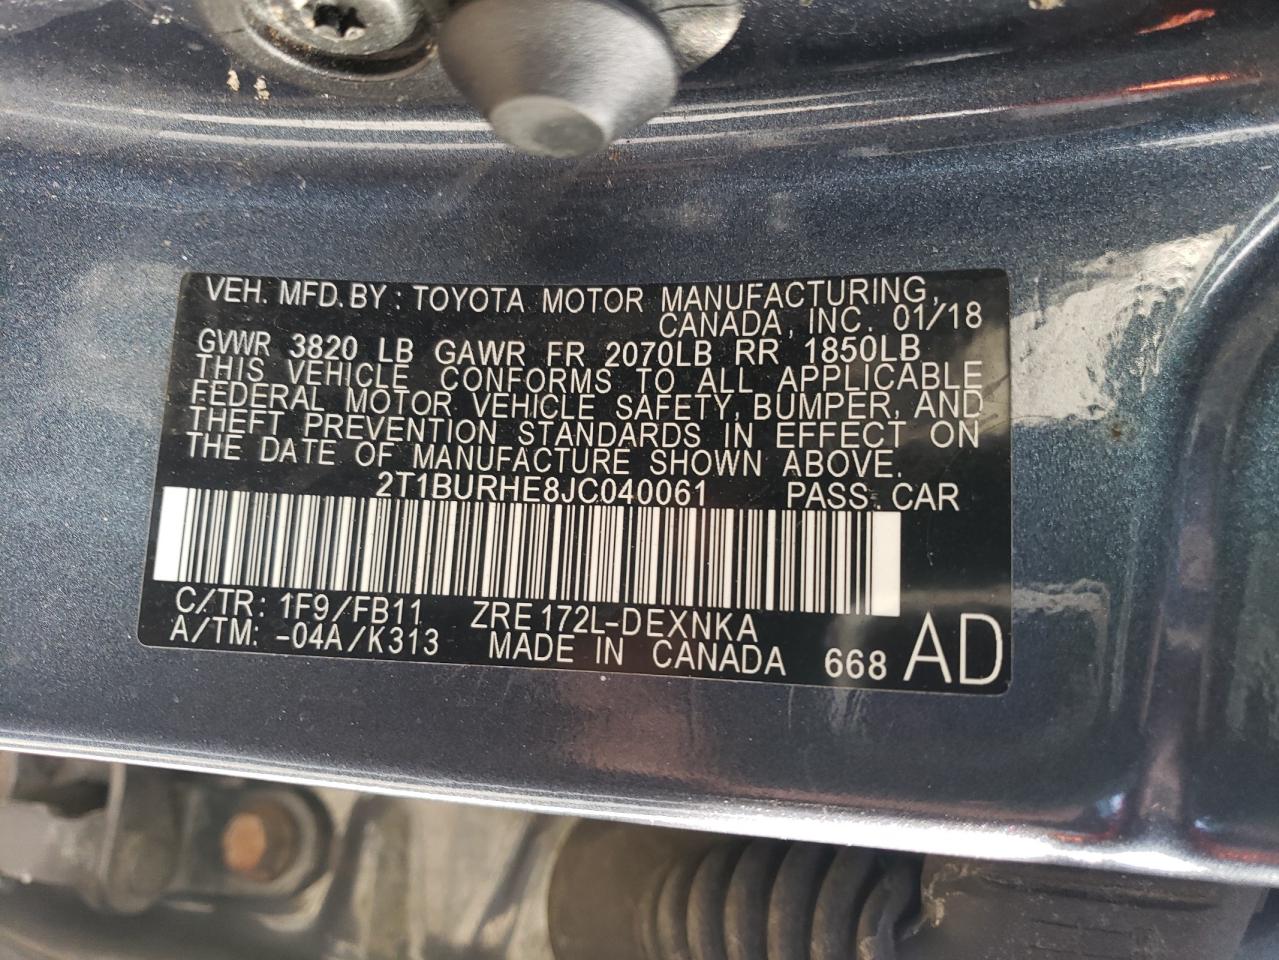 VEH. MFD. BY : TOYOTA MOTOR MANUFACTURING,
CANADA, INC. 01/18
GVWR 3820 LB GAWR FR 2070LB RR 1850LB
THIS VEHICLE CONFORMS TO ALL APPLICABLE
FEDERAL MOTOR VEHICLE SAFETY, BUMPER, AND
THEFT PREVENTION STANDARDS IN EFFECT ON
THE DATE OF MANUFACTURE SHOWN ABOVE.
2T1BURHE8JC040061 PASS. CAR
C/TR: 1F9/FB11 ZRE172L-DEXNKA
A/TM: -04A/K313 MADE IN CANADA 668 AD